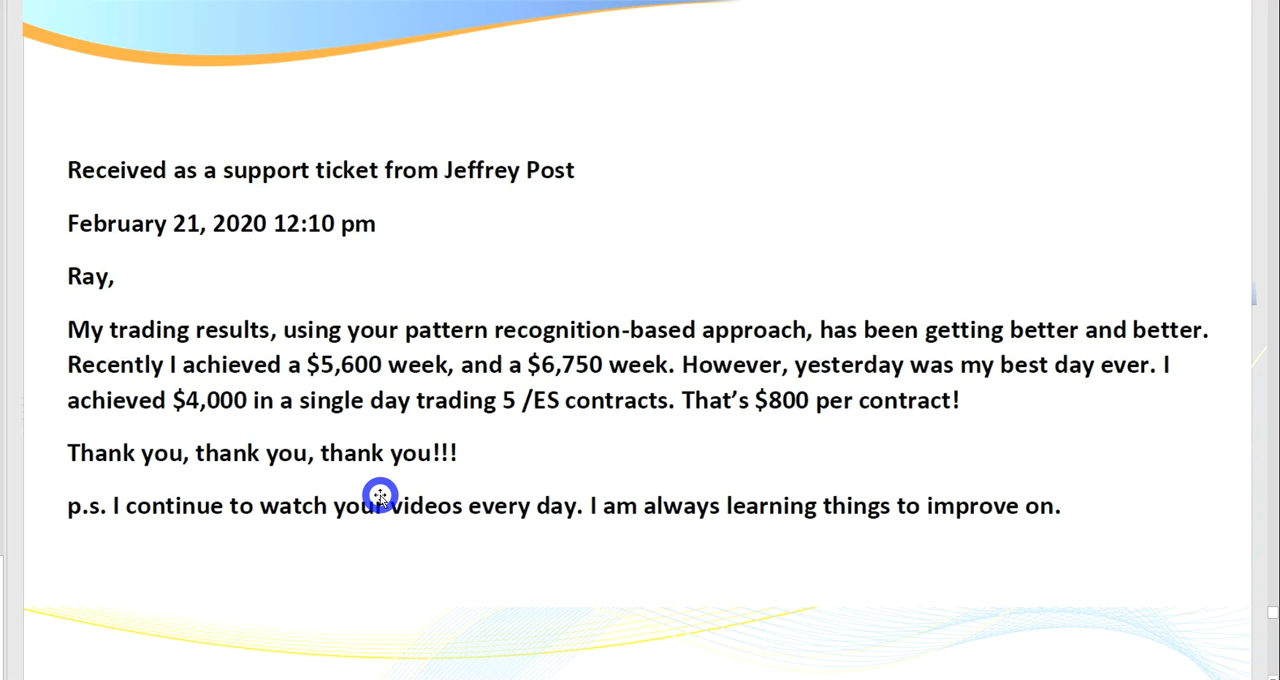 Received as a support ticket from Jeffrey Post
February 21, 2020 12:10 pm
Ray,
My trading results, using your pattern recognition-based approach, has been getting better and better.
Recently I achieved a $5,600 week, and a $6,750 week. However, yesterday was my best day ever. I
achieved $4,000 in a single day trading 5 /ES contracts. That’s $800 per contract!
Thank you, thank you, thank you!!!
p.s. I continue to watch your videos every day. I am always learning things to improve on.